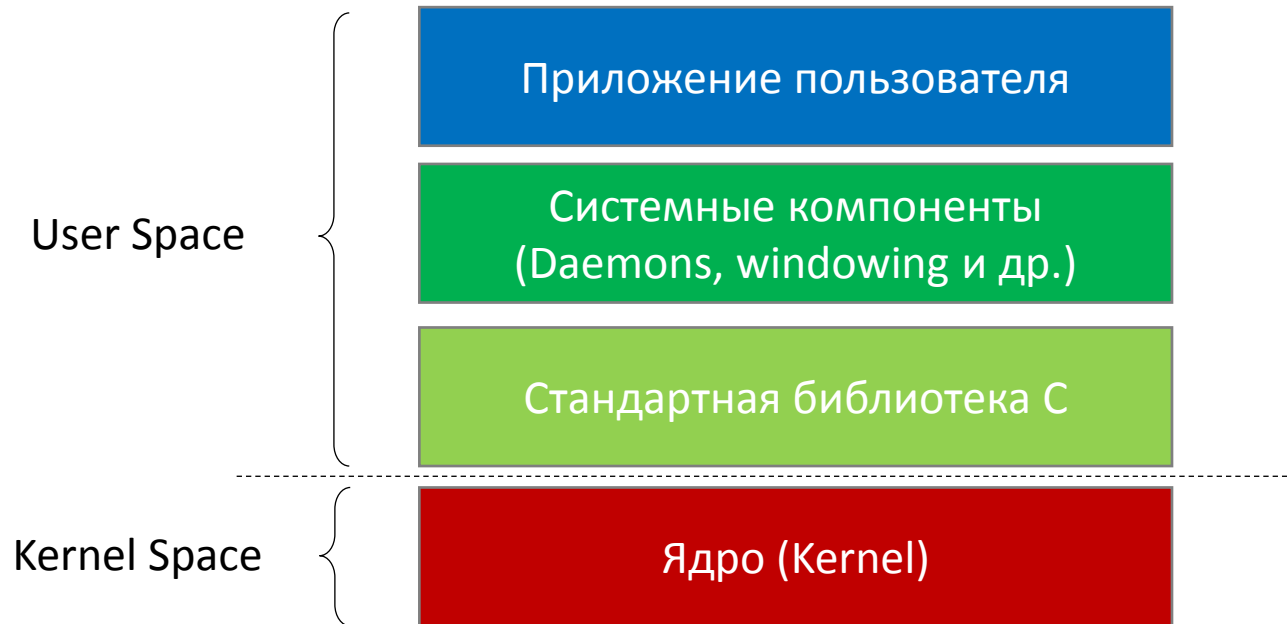 Приложение пользователя
User Space
Системные компоненты
(Daemons, windowing и др.)
Стандартная библиотека С
Kernel Space
Ядро (Kernel)